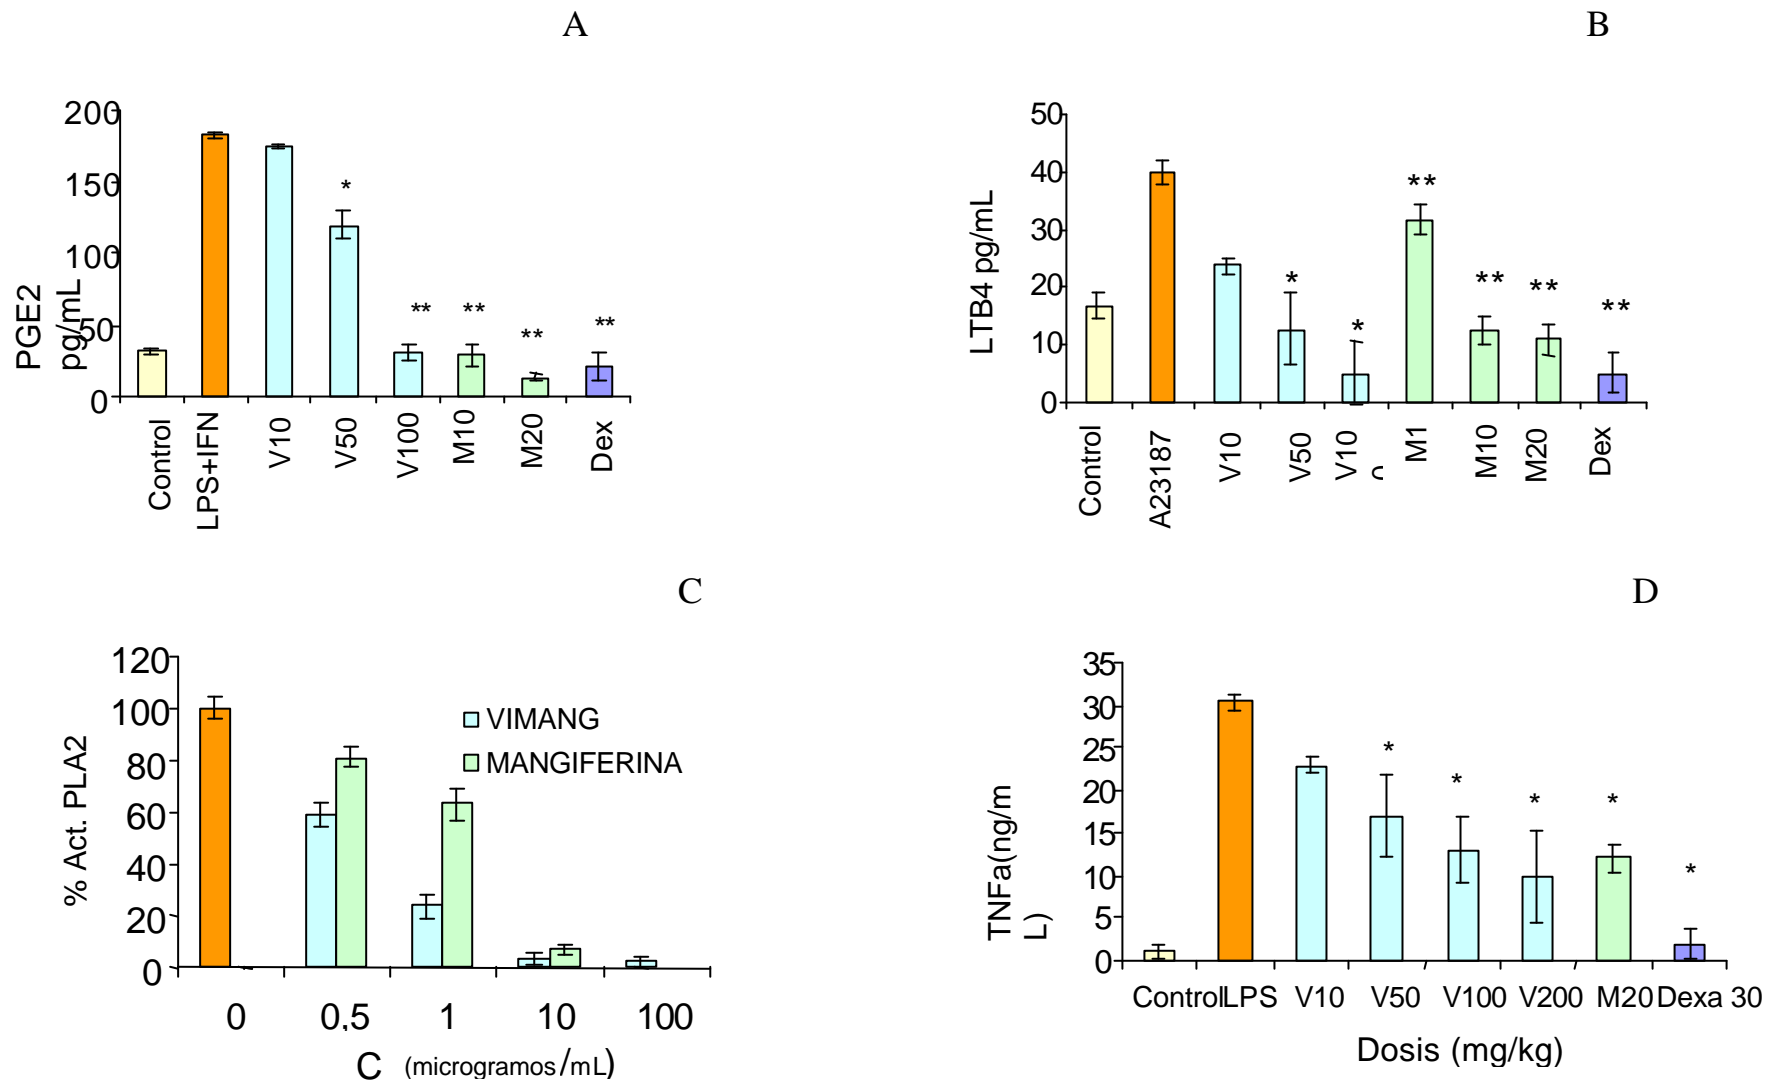 A
200
150
100
50
0
PGE2
pg/mL
*
**
**
**
**
Control
LPS+IFN
V10
V50
V100
M10
M20
Dex
B
50
40
30
20
10
0
LTB4 pg/mL
*
*
**
**
**
**
Control
A23187
V10
V50
V10
M1
M10
M20
Dex
C
120
100
80
60
40
20
0
% Act. PLA2
VIMANG
MANGIFERINA
0 0,5 1 10 100
C (microgramos/mL)
D
35
30
25
20
15
10
5
0
TNFa(ng/m
L)
*
*
*
*
*
Control LPS V10 V50 V100 V200 M20 Dexa 30
Dosis (mg/kg)